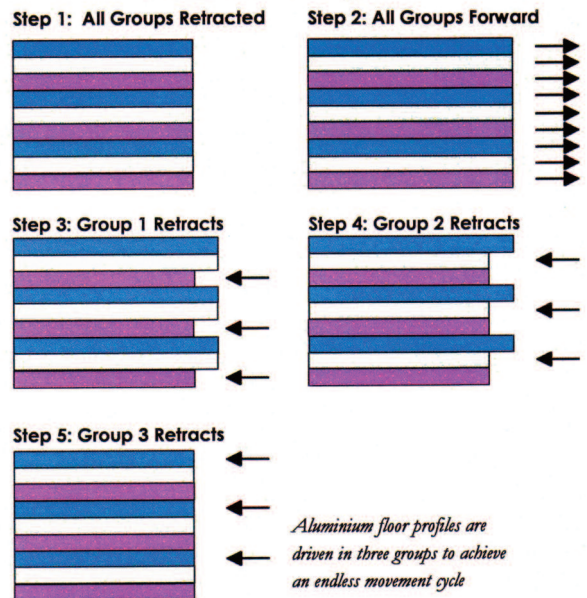 Step 1: All Groups Retracted
Step 2: All Groups Forward
Step 3: Group 1 Retracts
Step 4: Group 2 Retracts
Step 5: Group 3 Retracts
Aluminium floor profiles are
driven in three groups to achieve
an endless movement cycle